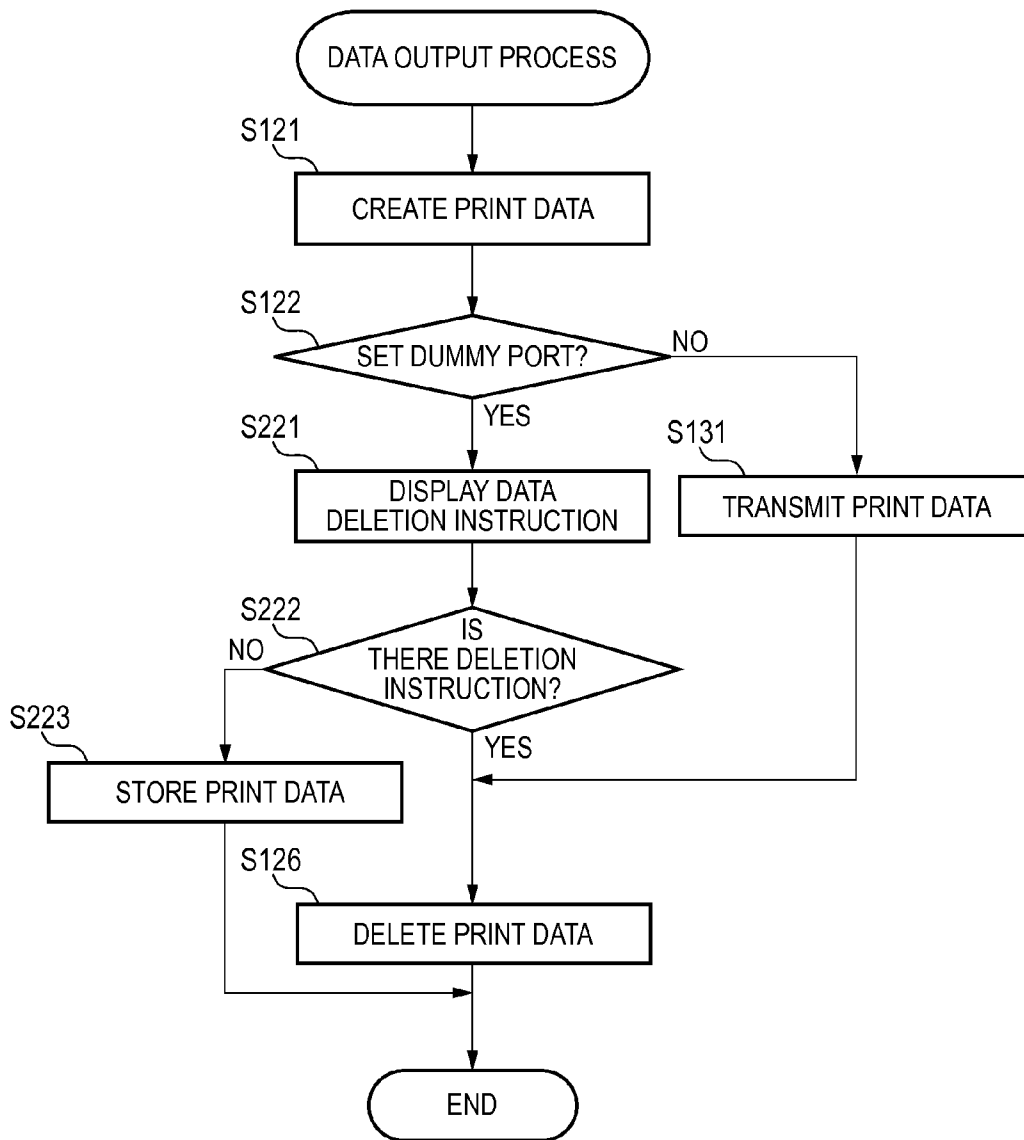 DATA OUTPUT PROCESS
S121
CREATE PRINT DATA
S122
SET DUMMY PORT?
NO
YES
S221
DISPLAY DATA
DELETION INSTRUCTION
S131
TRANSMIT PRINT DATA
S222
IS
THERE DELETION
INSTRUCTION?
NO
YES
S223
STORE PRINT DATA
S126
DELETE PRINT DATA
END